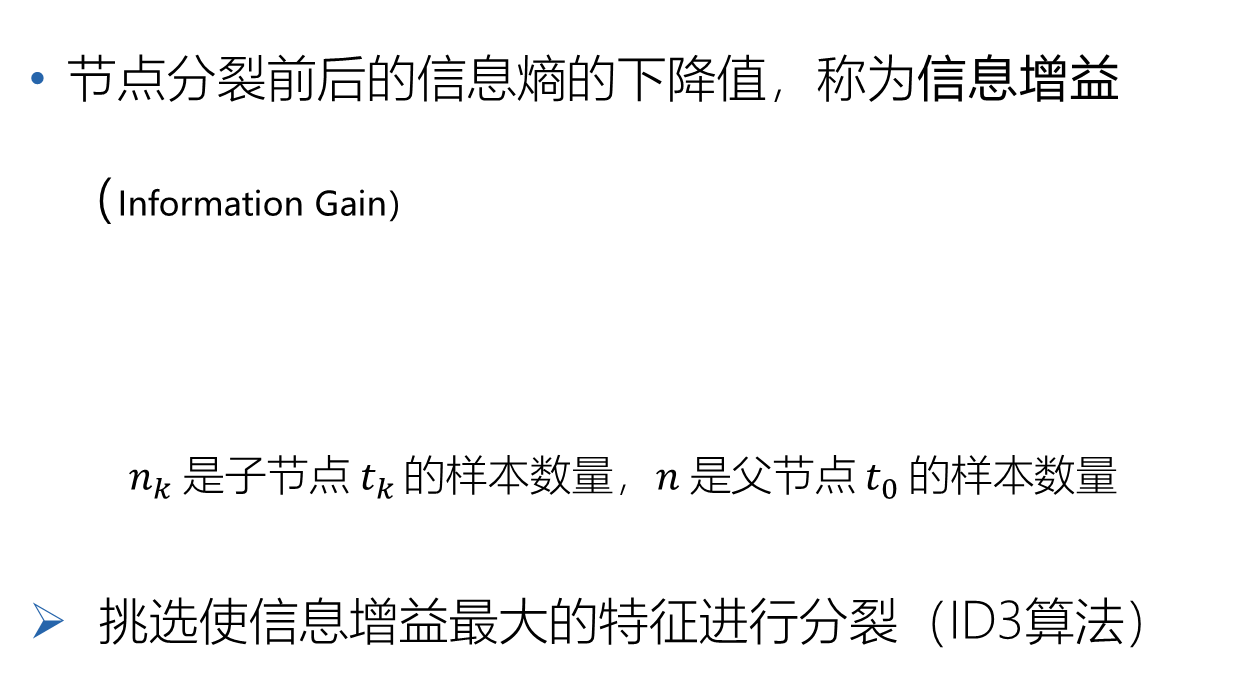 • 节点分裂前后的信息熵的下降值，称为信息增益
（Information Gain)
n_k 是子节点 t_k 的样本数量，n 是父节点 t_0 的样本数量
➢ 挑选使信息增益最大的特征进行分裂（ID3算法）